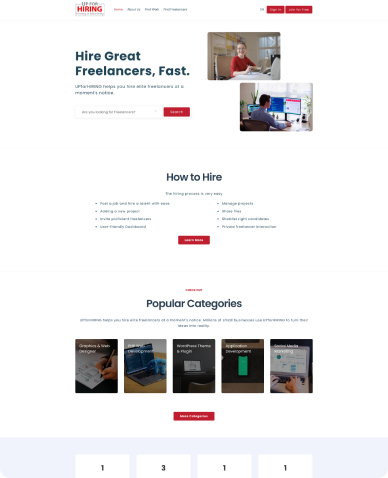 UP FOR
HIRING
Home About Us Find Work Find Freelancers
Sign In Join for Free
Hire Great
Freelancers, Fast.
UPforHIRING helps you hire elite freelancers at a
moment's notice
Are you looking for Freelancers?
Search
How to Hire
The hiring process is very easy
Post a job and hire a talent with ease
Adding a new project
Invite proficient freelancers
User-friendly Dashboard
Manage projects
Share files
Shortlist right candidates
Private freelancer interaction
Learn More
CHECK OUT
Popular Categories
UPforHIRING helps you hire elite freelancers at a moment's notice. Millions of small businesses use UpforHIRING to turn their
ideas into reality.
Graphics & Web
Designer
Development
WordPress Theme
& Plugin
Application
Development
Social Media
Marketing
More Categories
1 3 1 1